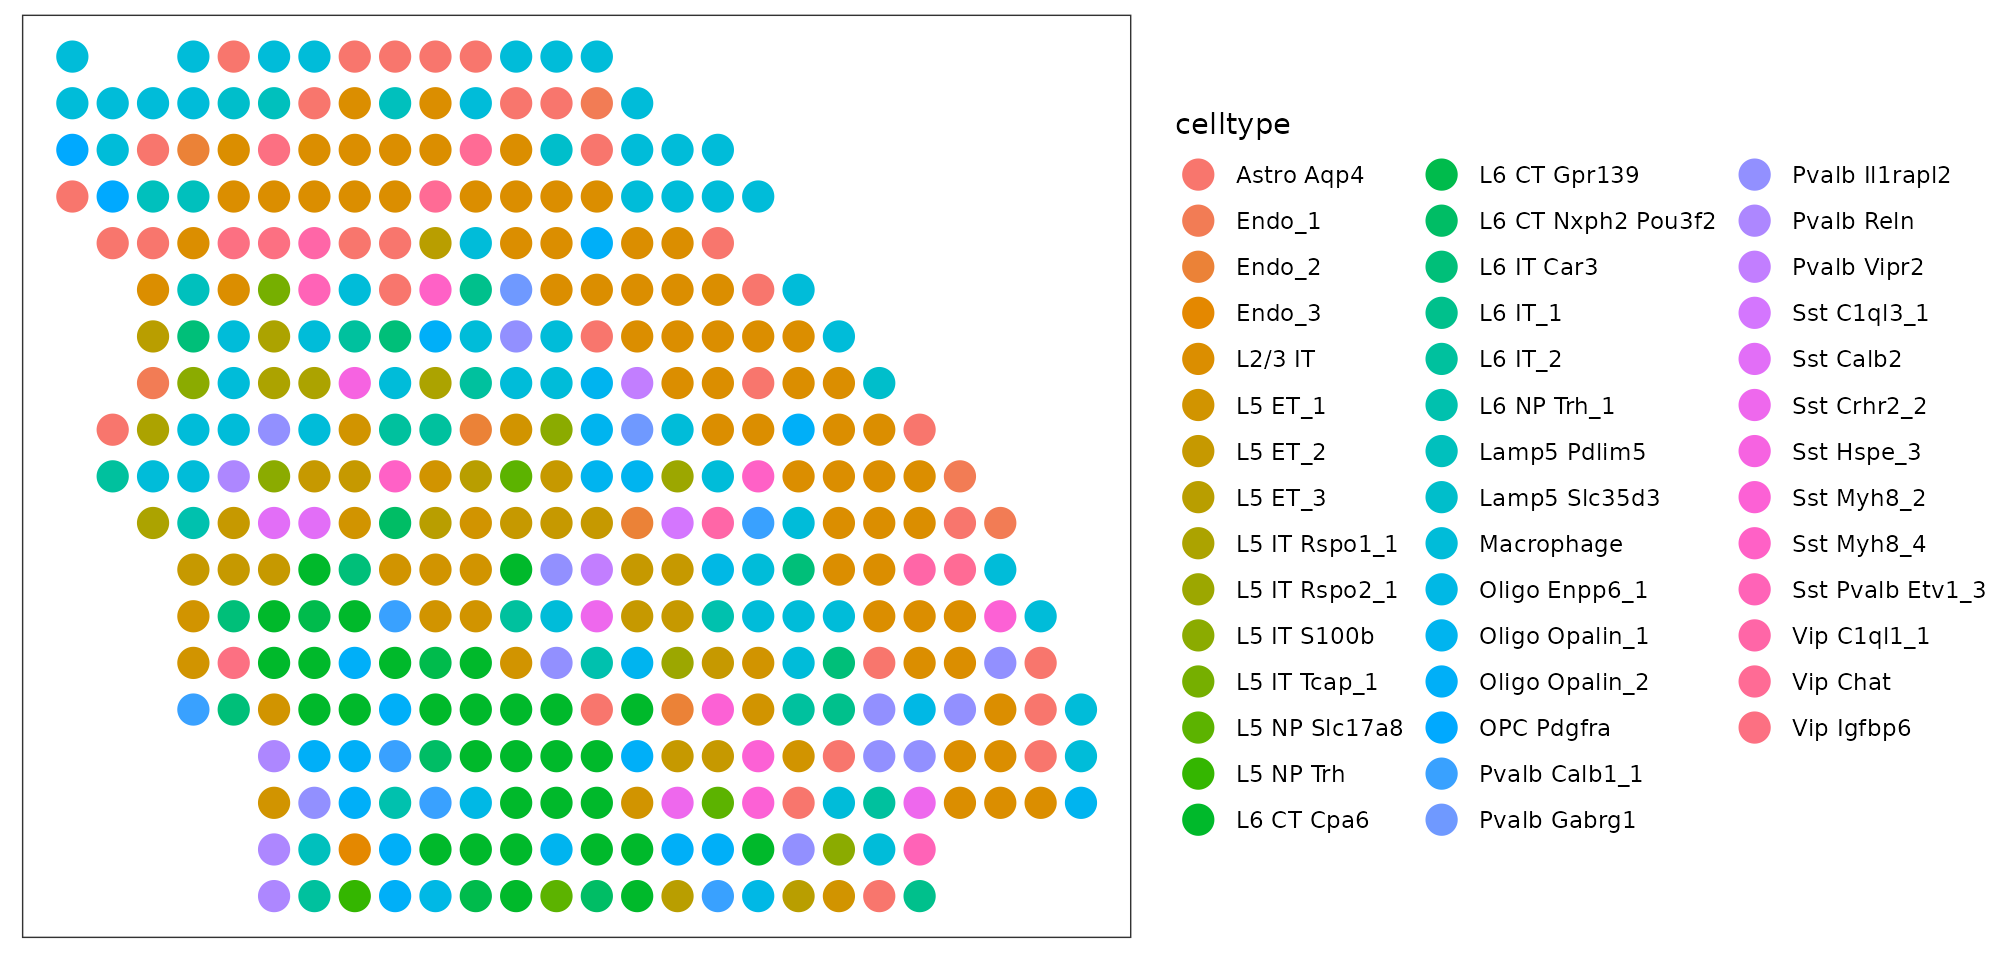 celltype
Astro Aqp4
Endo_1
Endo_2
Endo_3
L2/3 IT
L5 ET_1
L5 ET_2
L5 ET_3
L5 IT Rspo1_1
L5 IT Rspo2_1
L5 IT S100b
L5 IT Tcap_1
L5 NP Slc17a8
L5 NP Trh
L6 CT Cpa6
L6 CT Gpr139
L6 CT Nxph2 Pou3f2
L6 IT Car3
L6 IT_1
L6 IT_2
L6 NP Trh_1
Lamp5 Pdlim5
Lamp5 Slc35d3
Macrophage
Oligo Enpp6_1
Oligo Opalin_1
Oligo Opalin_2
OPC Pdgfra
Pvalb Calb1_1
Pvalb Gabrg1
Pvalb Il1rapl2
Pvalb Reln
Pvalb Vipr2
Sst C1ql3_1
Sst Calb2
Sst Crhr2_2
Sst Hspe_3
Sst Myh8_2
Sst Myh8_4
Sst Pvalb Etv1_3
Vip C1ql1_1
Vip Chat
Vip Igfbp6